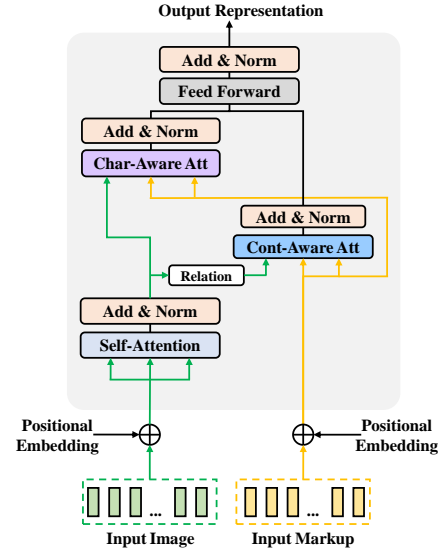 Output Representation
Add & Norm
Feed Forward
Add & Norm
Char-Aware Att
Add & Norm
Cont-Aware Att
Relation
Add & Norm
Self-Attention
Positional
Embedding
Positional
Embedding
...
...
Input Image
Input Markup